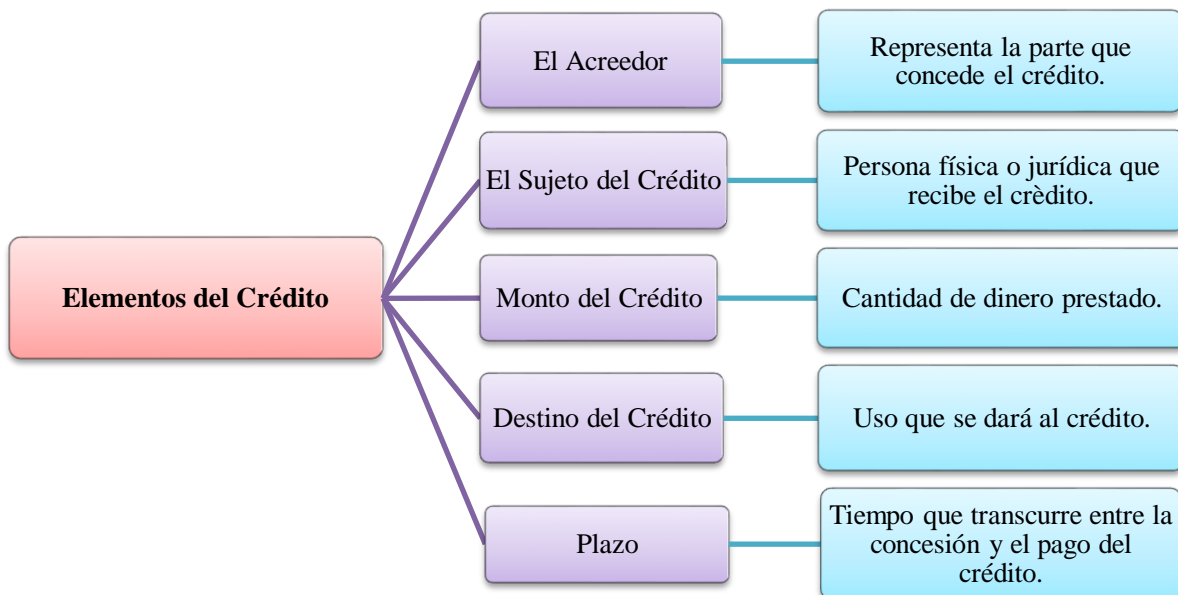 Elementos del Crédito
El Acreedor
Representa la parte que
concede el crédito.
El Sujeto del Crédito
Persona física o jurídica que
recibe el crèdito.
Monto del Crédito
Cantidad de dinero prestado.
Destino del Crédito
Uso que se dará al crédito.
Plazo
Tiempo que transcurre entre la
concesión y el pago del
crédito.